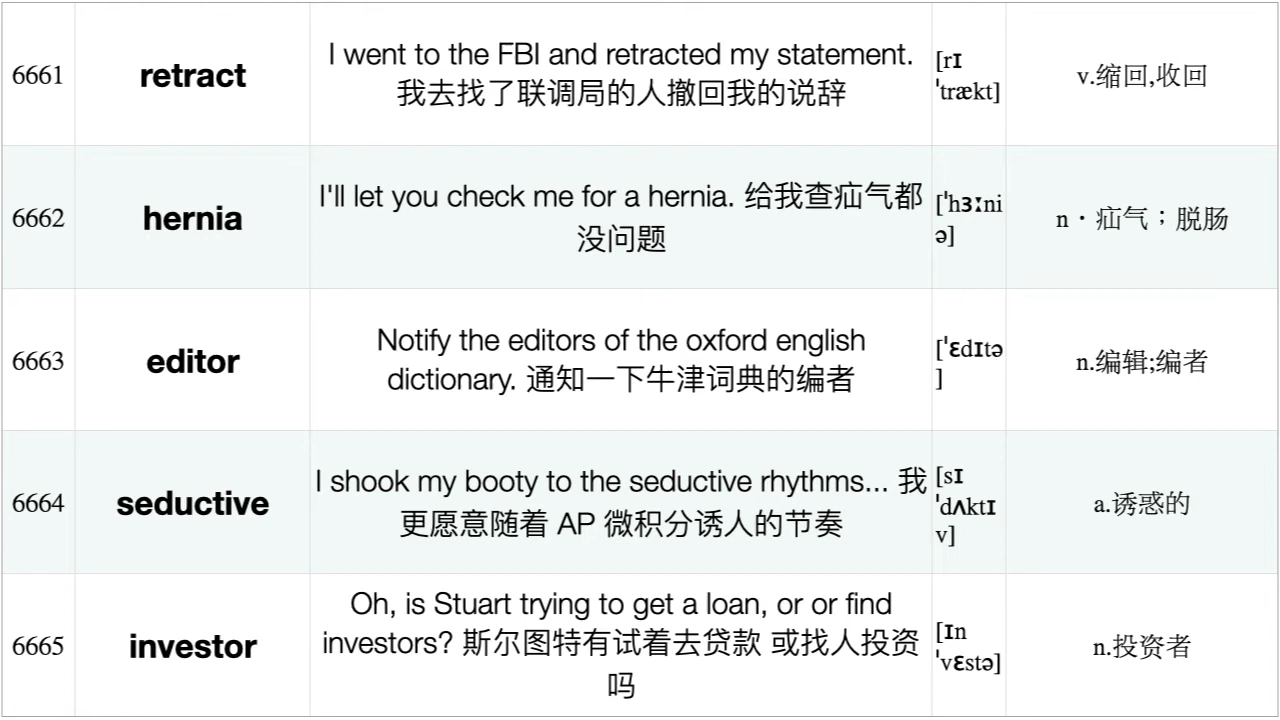 6661
retract
I went to the FBI and retracted my statement.
我去找了联调局的人撤回我的说辞
[rɪ
ˈtrækt]
v.缩回,收回
6662
hernia
I'll let you check me for a hernia. 给我查疝气都
没问题
[ˈhɜːni
ə]
n・疝气；脱肠
6663
editor
Notify the editors of the oxford english
dictionary. 通知一下牛津词典的编者
[ˈɛdɪtə
]
n.编辑;编者
6664
seductive
I shook my booty to the seductive rhythms... 我
更愿意随着 AP 微积分诱人的节奏
[sɪ
ˈdʌktɪ
v]
a.诱惑的
6665
investor
Oh, is Stuart trying to get a loan, or or find
investors? 斯尔图特有试着去贷款 或找人投资
吗
[ɪn
ˈvɛstə]
n.投资者